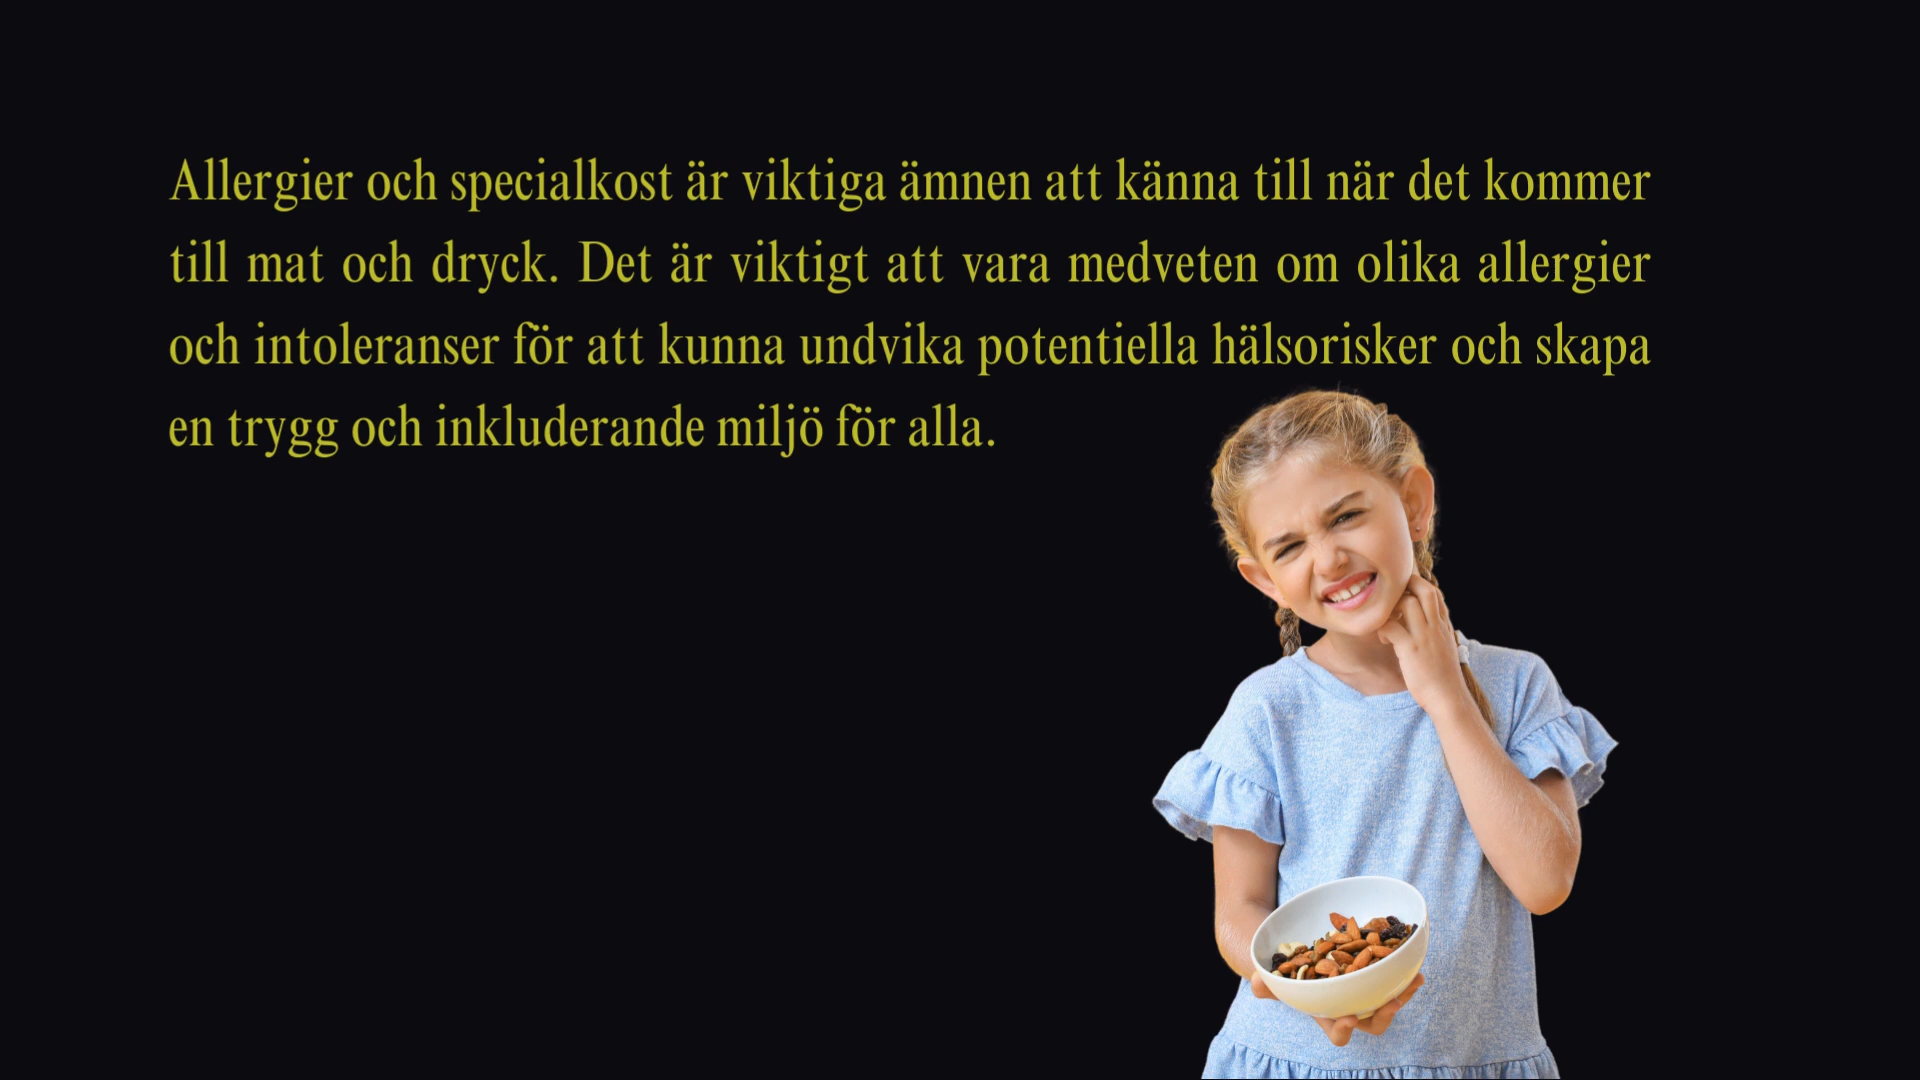 Allergier och specialkost är viktiga ämnen att känna till när det kommer
till mat och dryck. Det är viktigt att vara medveten om olika allergier
och intoleranser för att kunna undvika potentiella hälsorisker och skapa
en trygg och inkluderande miljö för alla.